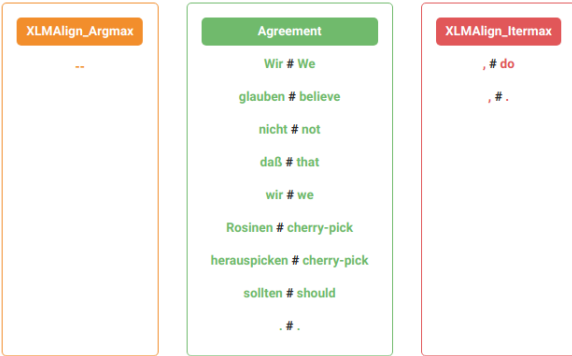 XLMAlign_Argmax
--
Agreement
Wir # We
glauben # believe
nicht # not
daß # that
wir # we
Rosinen # cherry-pick
herauspicken # cherry-pick
sollten # should
. # .
XLMAlign_Itermax
, # do
, # .